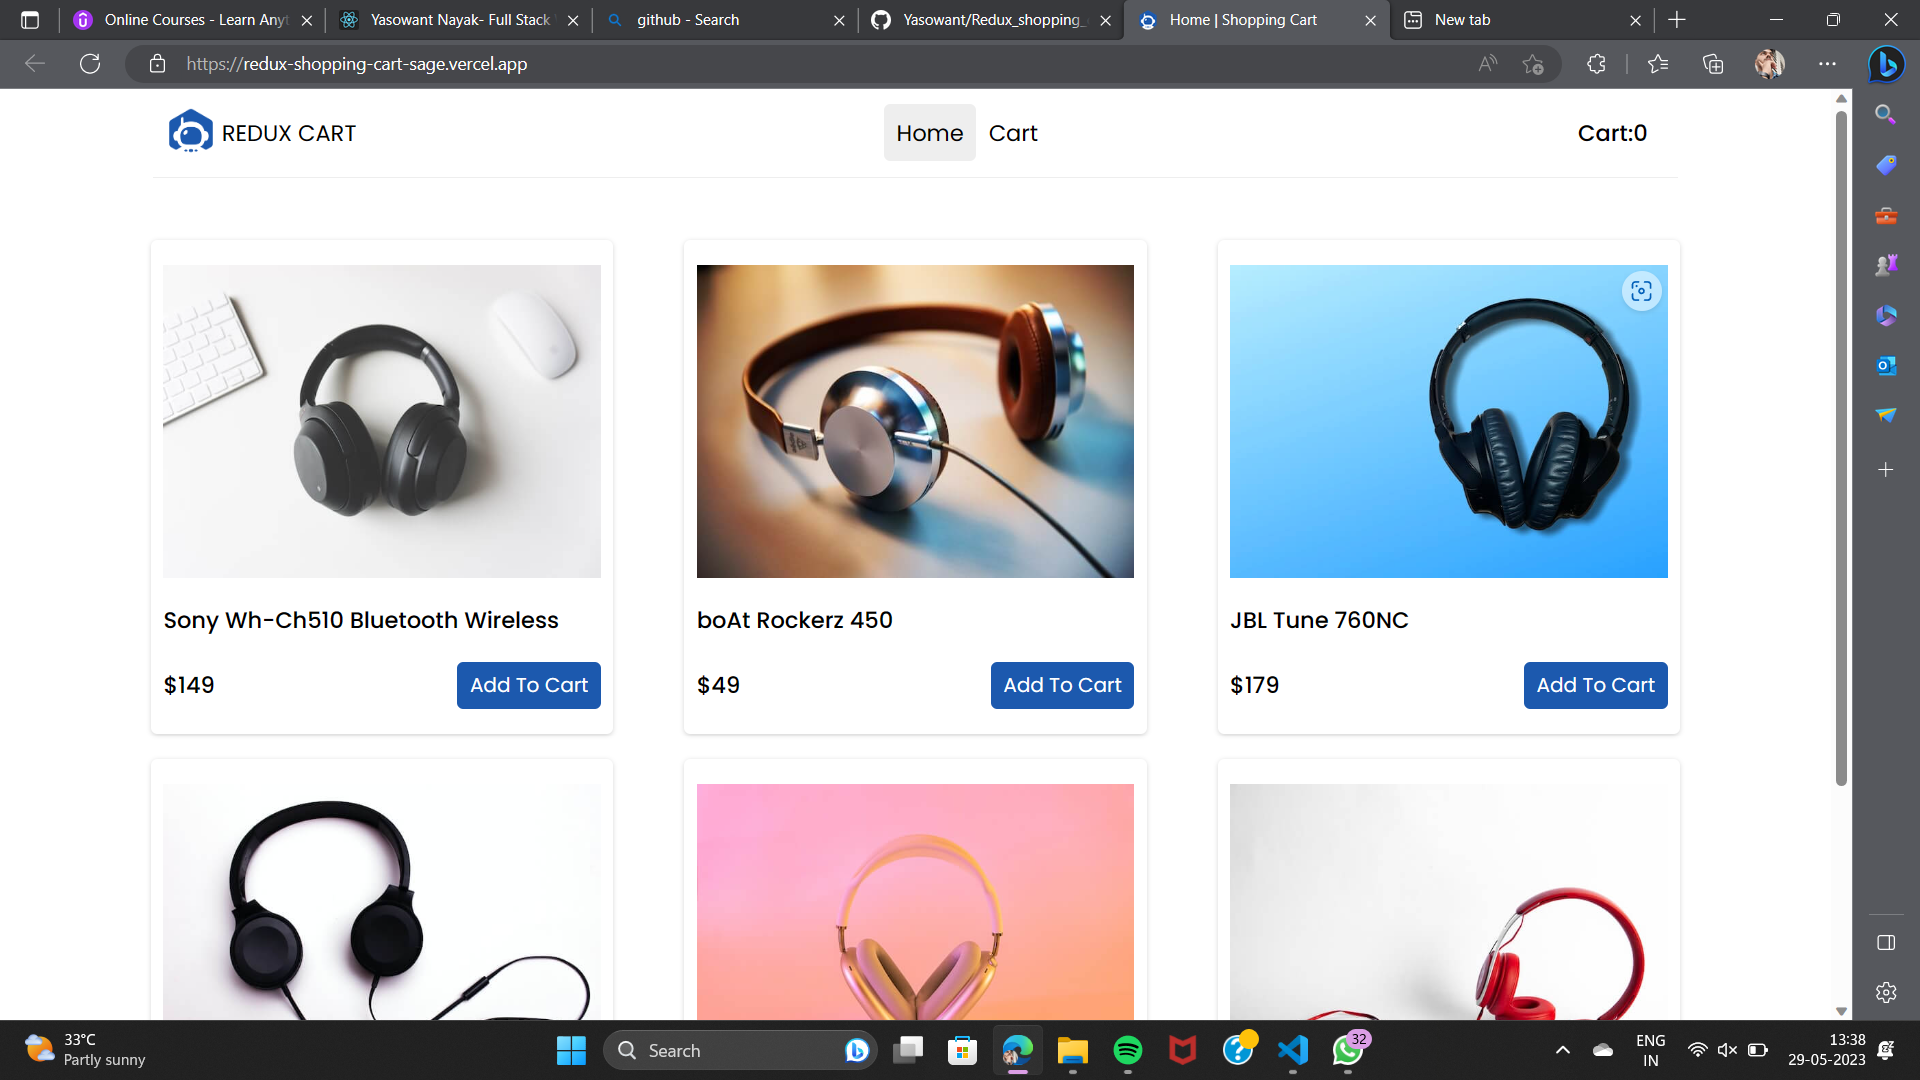 Online Courses - Learn Anyt
Yasowant Nayak- Full Stack
github - Search
Yasowant/Redux_shopping_
Home | Shopping Cart
New tab
https://redux-shopping-cart-sage.vercel.app
REDUX CART
Home
Cart
Cart:0
Sony Wh-Ch510 Bluetooth Wireless
$149
Add To Cart
boAt Rockerz 450
$49
Add To Cart
JBL Tune 760NC
$179
Add To Cart
33°C
Partly sunny
Search
32
ENG
IN
13:38
29-05-2023